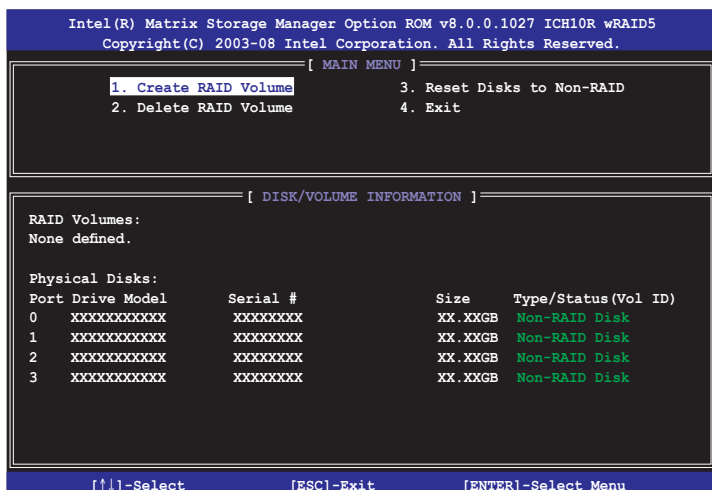 Intel(R) Matrix Storage Manager Option ROM v8.0.0.1027 ICH10R wRAID5
Copyright(C) 2003-08 Intel Corporation. All Rights Reserved.
[ MAIN MENU ]
1. Create RAID Volume 3. Reset Disks to Non-RAID
2. Delete RAID Volume 4. Exit
[ DISK/VOLUME INFORMATION ]
RAID Volumes:
None defined.
Physical Disks:
Port Drive Model Serial # Size Type/Status(Vol ID)
0 XXXXXXXXXXX XXXXXXXX XX.XXGB Non-RAID Disk
1 XXXXXXXXXXX XXXXXXXX XX.XXGB Non-RAID Disk
2 XXXXXXXXXXX XXXXXXXX XX.XXGB Non-RAID Disk
3 XXXXXXXXXXX XXXXXXXX XX.XXGB Non-RAID Disk
[↑↓]-Select [ESC]-Exit [ENTER]-Select Menu